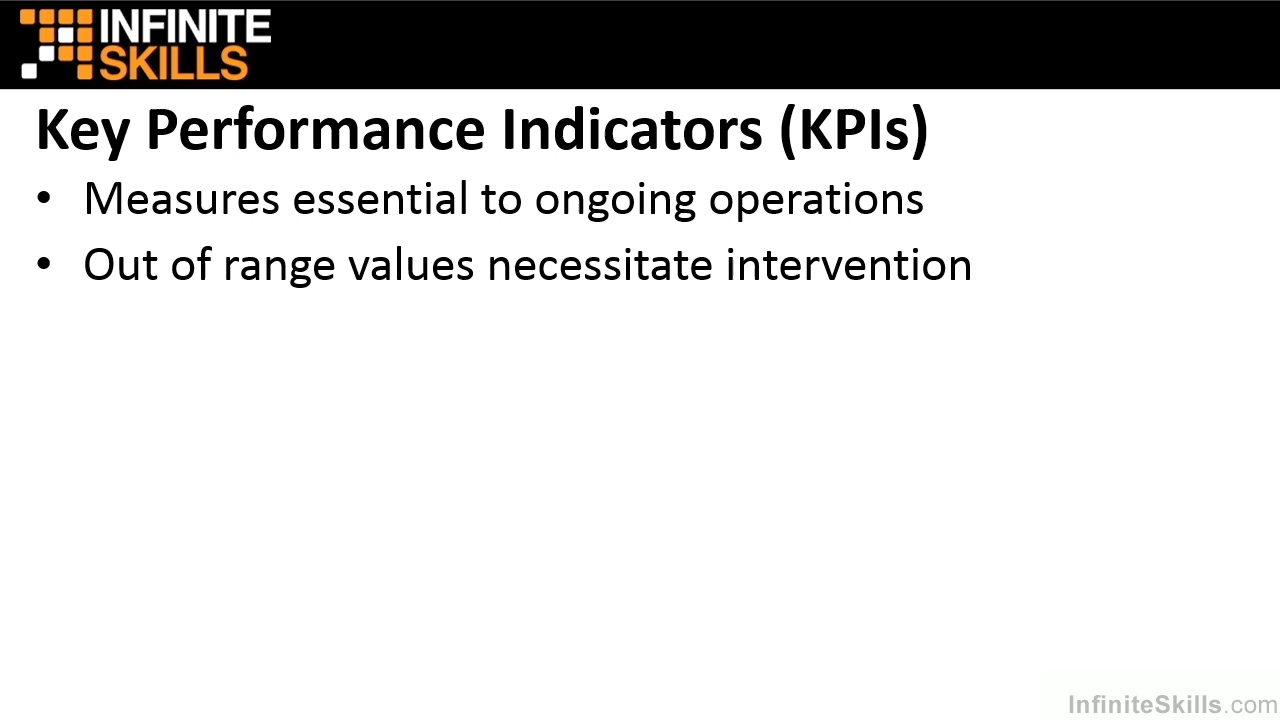 INFINITE
SKILLS
Key Performance Indicators (KPIs)
• Measures essential to ongoing operations
• Out of range values necessitate intervention
InfiniteSkills.com